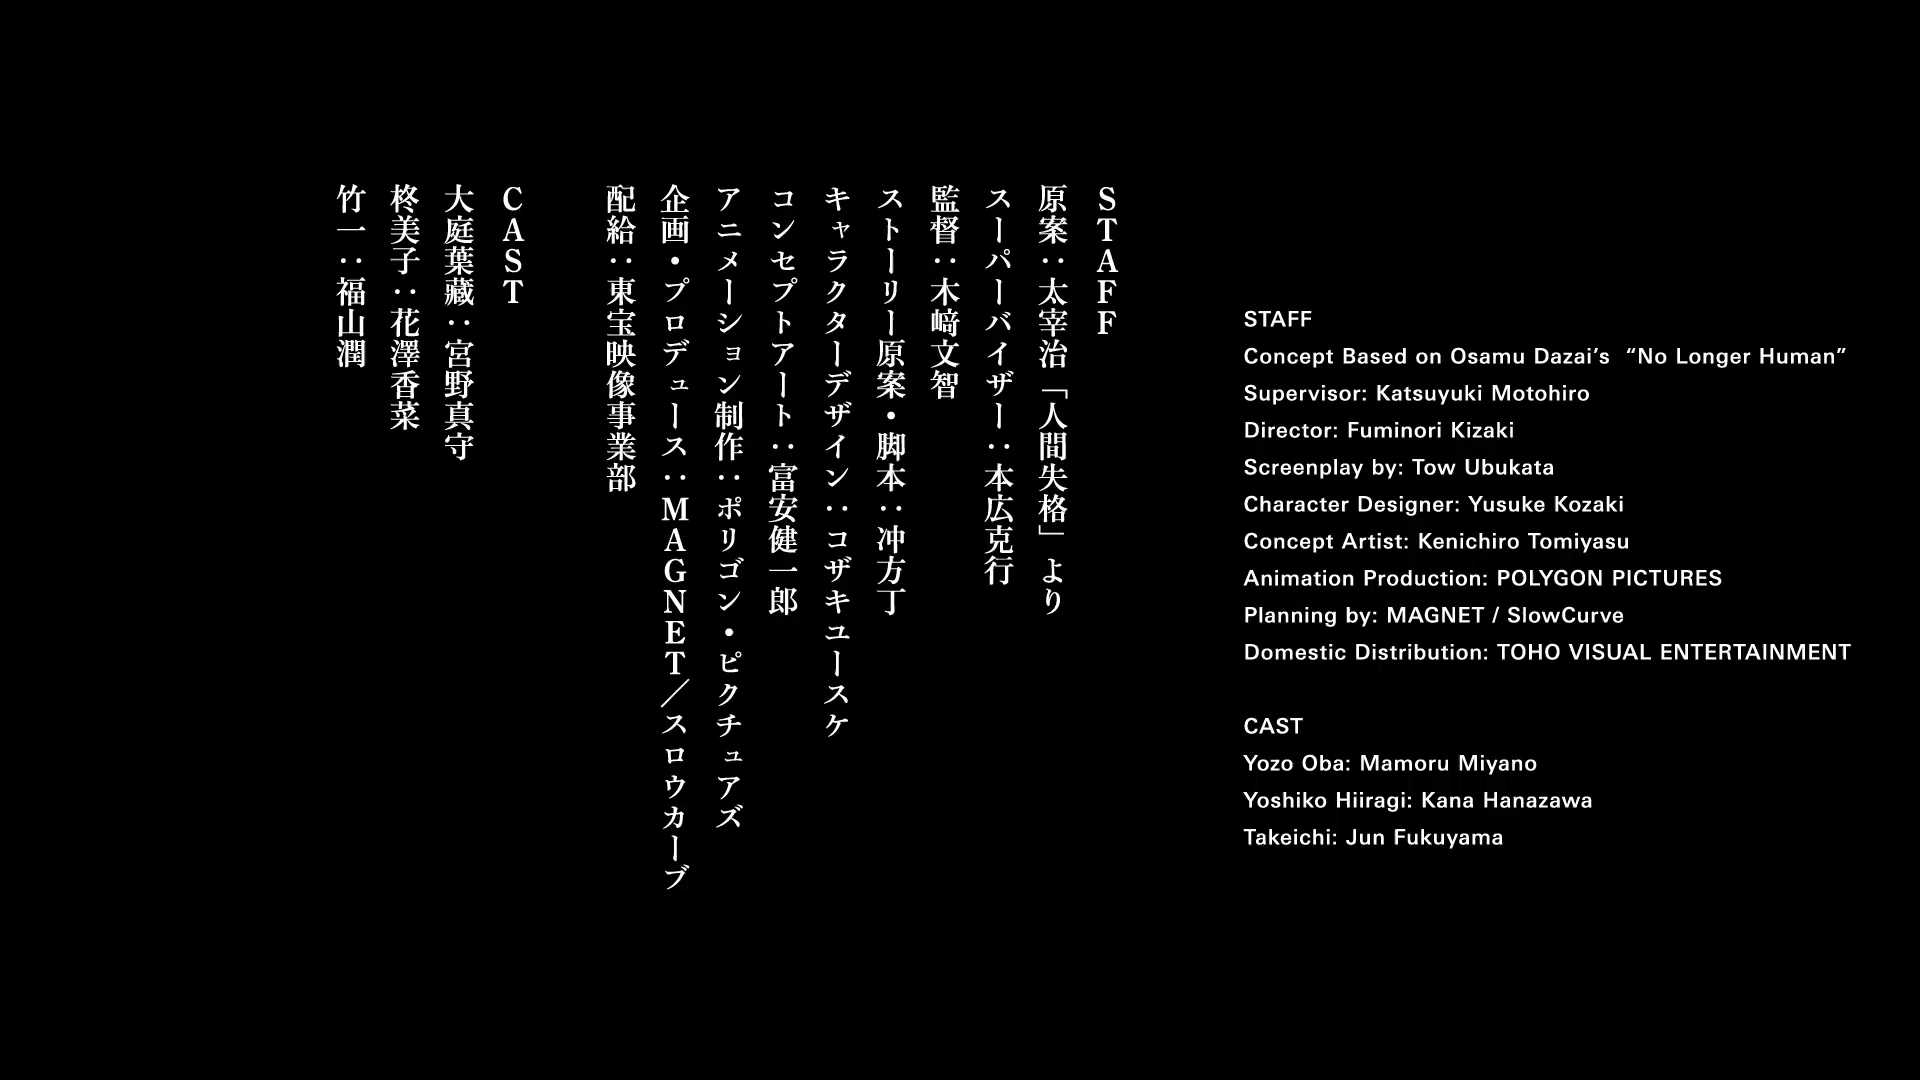 STAFF
原案：太宰治「人間失格」より
スーパーバイザー：本広克行
監督：木﨑文智
ストーリー原案・脚本：冲方丁
キャラクターデザイン：コザキユースケ
コンセプトアート：富安健一郎
アニメーション制作：ポリゴン・ピクチュアズ
企画・プロデュース：MAGNET／スロウカーブ
配給：東宝映像事業部
CAST
大庭葉藏：宮野真守
柊美子：花澤香菜
竹一：福山潤
STAFF
Concept Based on Osamu Dazai’s “No Longer Human”
Supervisor: Katsuyuki Motohiro
Director: Fuminori Kizaki
Screenplay by: Tow Ubukata
Character Designer: Yusuke Kozaki
Concept Artist: Kenichiro Tomiyasu
Animation Production: POLYGON PICTURES
Planning by: MAGNET / SlowCurve
Domestic Distribution: TOHO VISUAL ENTERTAINMENT
CAST
Yozo Oba: Mamoru Miyano
Yoshiko Hiiragi: Kana Hanazawa
Takeichi: Jun Fukuyama